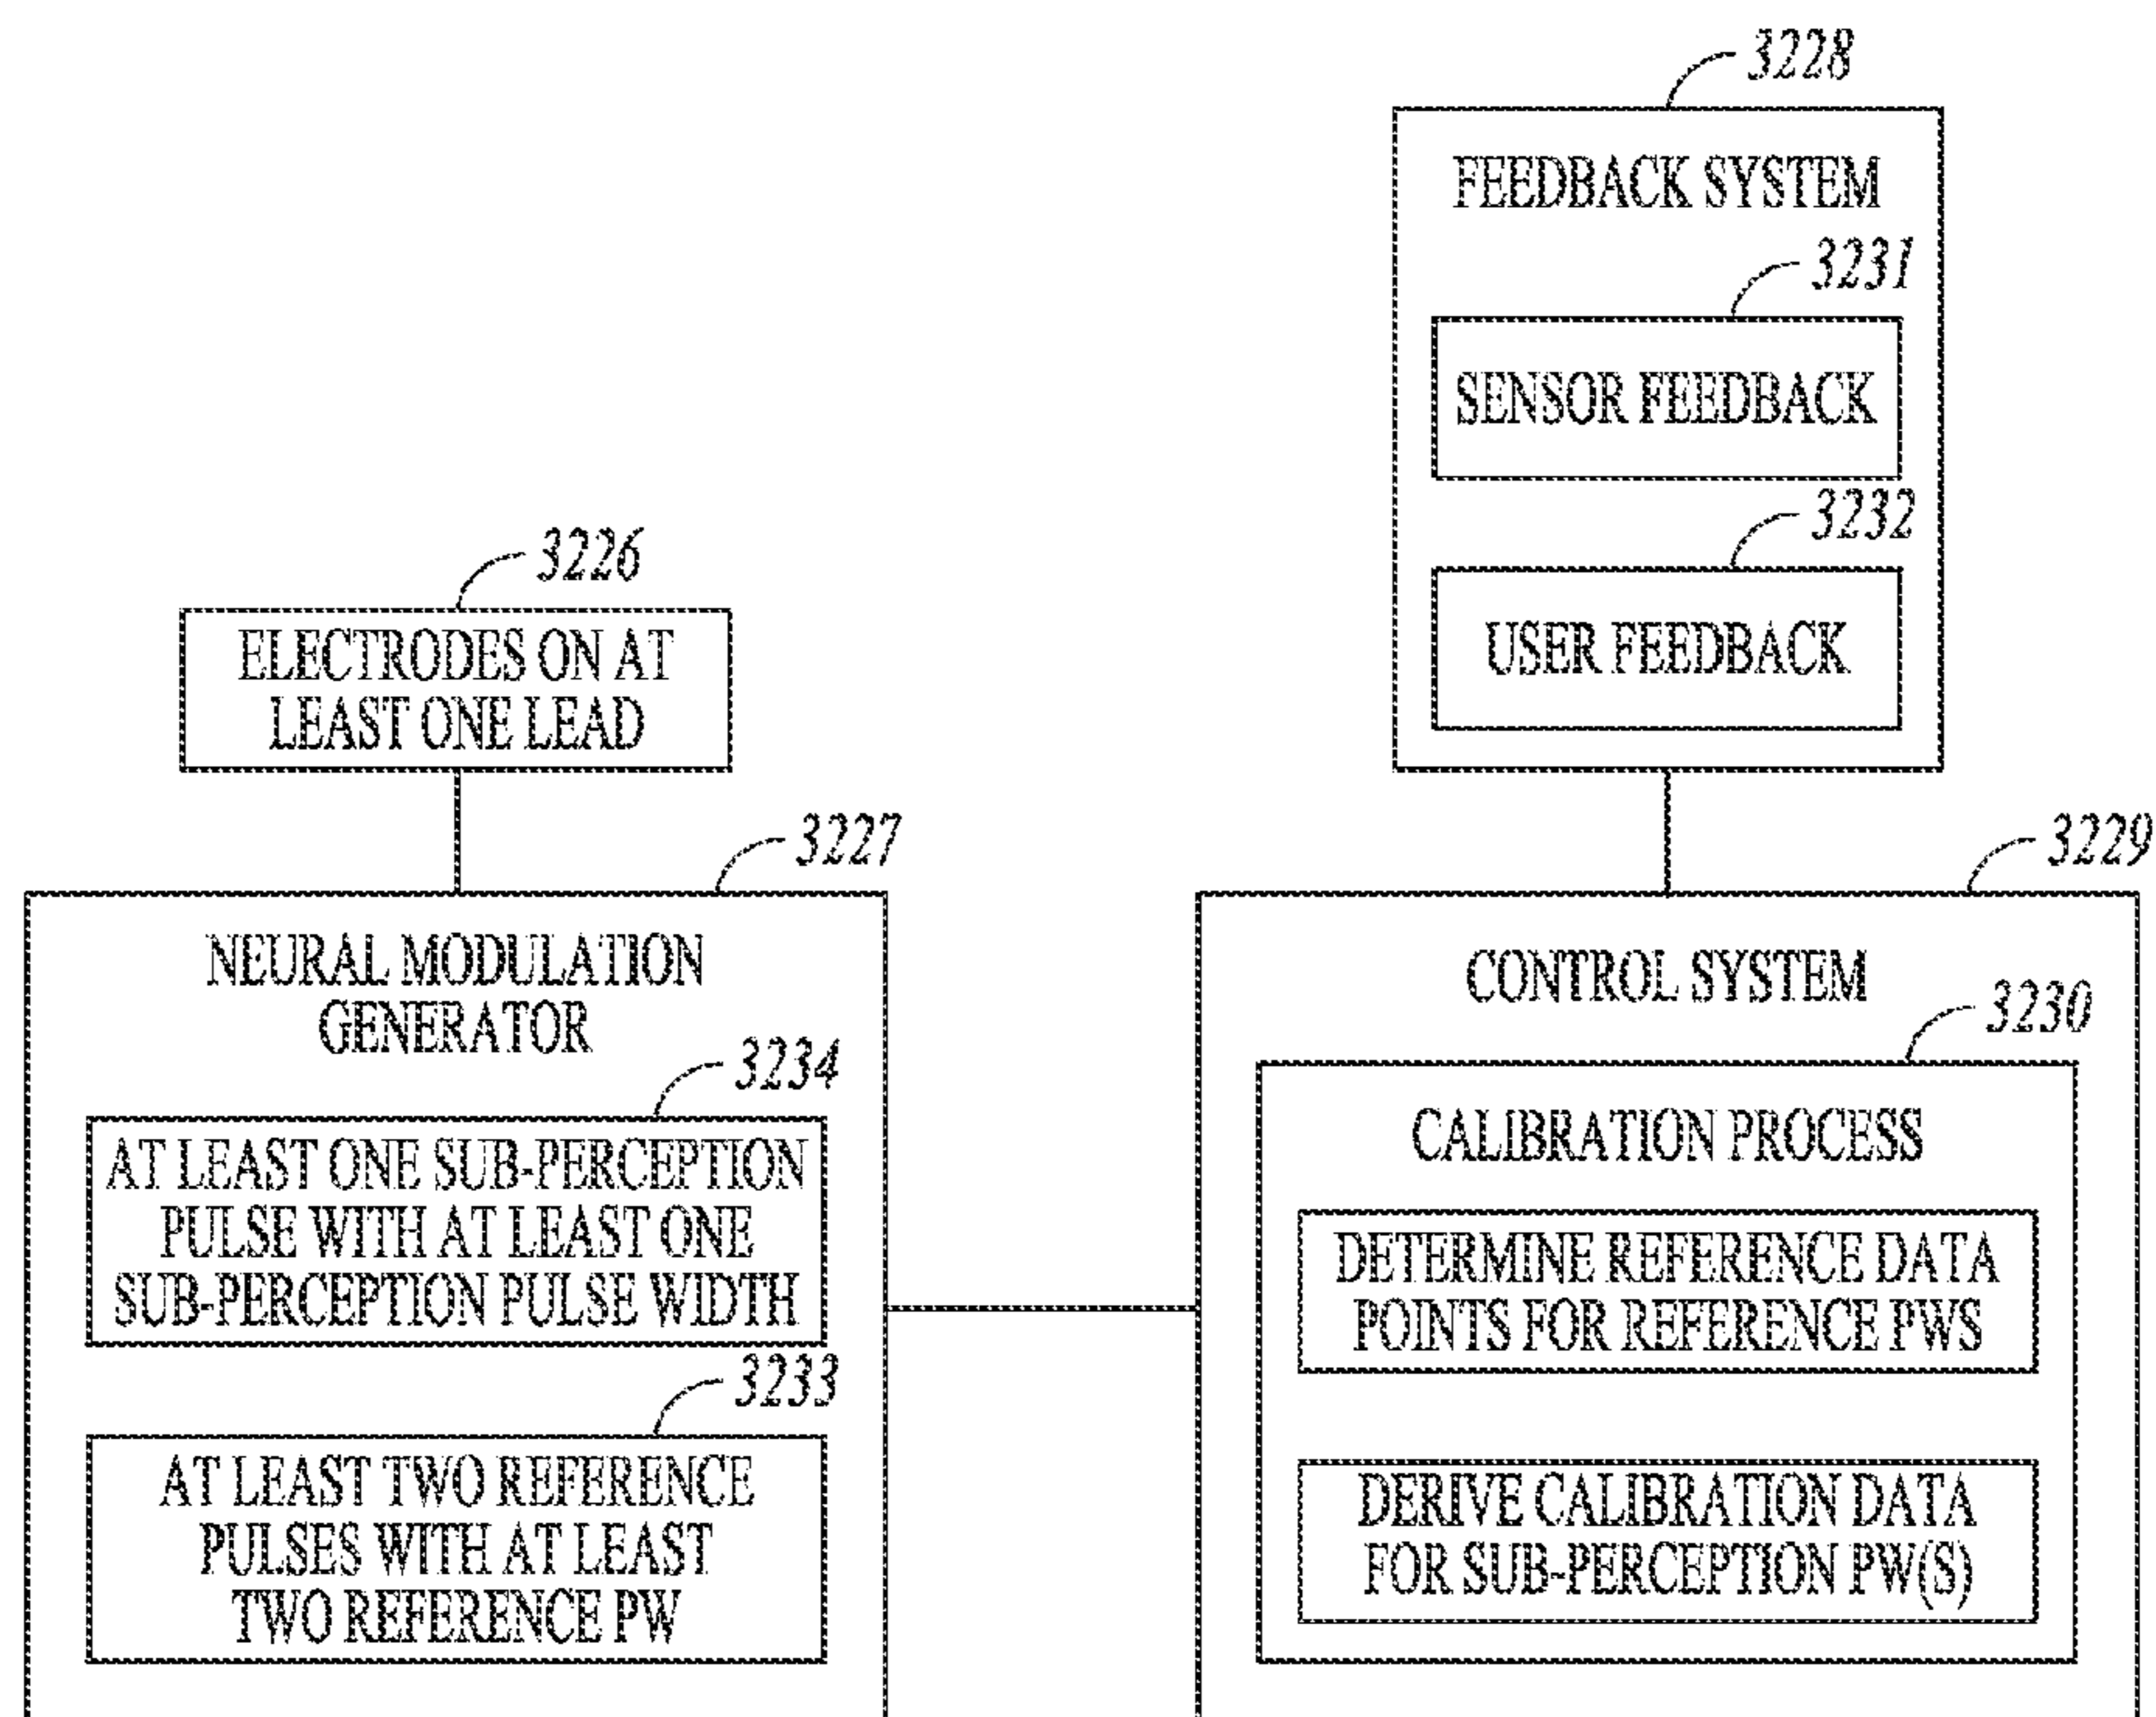 3228
FEEDBACK SYSTEM
3231
SENSOR FEEDBACK
3232
USER FEEDBACK
3226
ELECTRODES ON AT
LEAST ONE LEAD
3227
NEURAL MODULATION
GENERATOR
3234
AT LEAST ONE SUB-PERCEPTION
PULSE WITH AT LEAST ONE
SUB-PERCEPTION PULSE WIDTH
3233
AT LEAST TWO REFERENCE
PULSES WITH AT LEAST
TWO REFERENCE PW
3229
CONTROL SYSTEM
3230
CALIBRATION PROCESS
DETERMINE REFERENCE DATA
POINTS FOR REFERENCE PWS
DERIVE CALIBRATION DATA
FOR SUB-PERCEPTION PW(S)